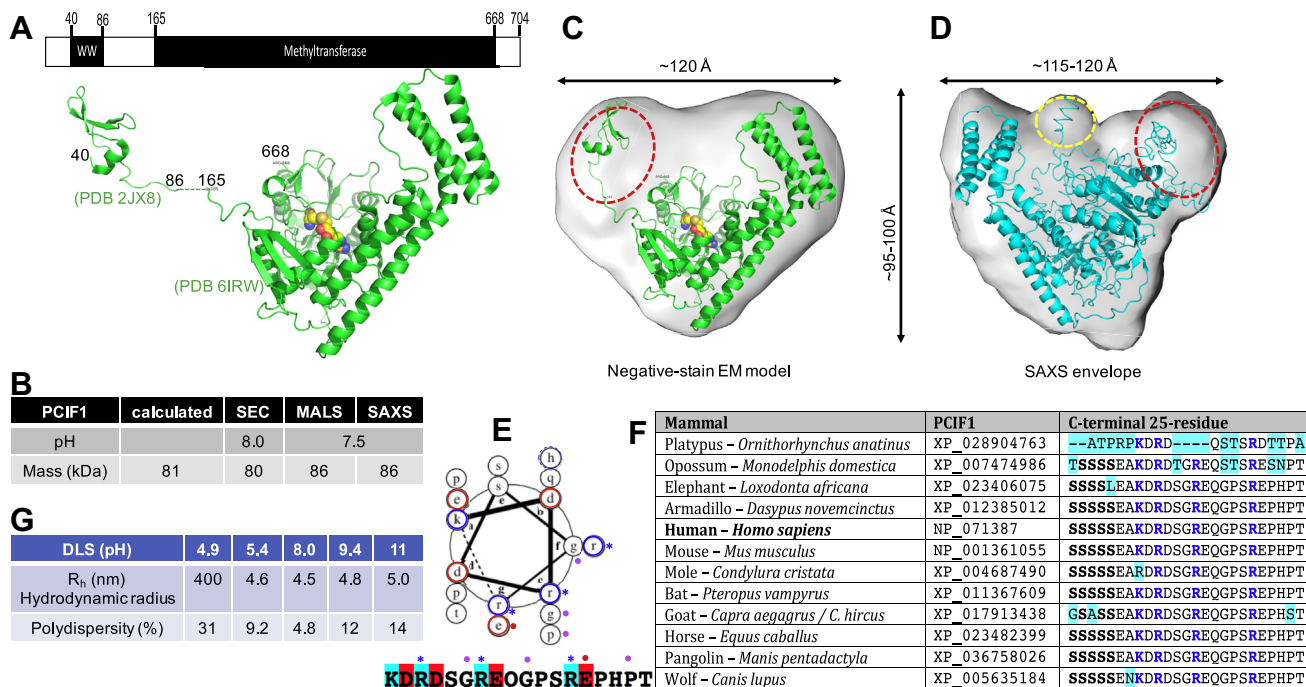 A
40 86 165 668 704
WW Methyltransferase
40
(PDB 2JX8)
86 165
668
(PDB 6IRW)
C
~120 Å
Negative-stain EM model
D
~115-120 Å
~95-100 Å
SAXS envelope
B
PCIF1 calculated SEC MALS SAXS
pH 8.0 7.5
Mass (kDa) 81 80 86 86
G
DLS (pH) 4.9 5.4 8.0 9.4 11
Rh (nm) 400 4.6 4.5 4.8 5.0
Hydrodynamic radius
Polydispersity (%) 31 9.2 4.8 12 14
E
h
p s q
e s d
k e b
a
f g r *
d d c
p g r *
t r * g
e p
* * *
KDRDSGREOGPSREPHPT
F
Mammal PCIF1 C-terminal 25-residue
Platypus – Ornithorhynchus anatinus XP_028904763 --ATPRPKDRD----QSTSRDTTPA
Opossum – Monodelphis domestica XP_007474986 TSSSSEAKDRDTGREQSTSRESNPT
Elephant – Loxodonta africana XP_023406075 SSSSLEAKDRDSGREQGPSREPHPT
Armadillo – Dasypus novemcinctus XP_012385012 SSSSSEAKDRDSGREQGPSREPHPT
Human – Homo sapiens NP_071387 SSSSSEAKDRDSGREQGPSREPHPT
Mouse – Mus musculus NP_001361055 SSSSSEAKDRDSGREQGPSREPHPT
Mole – Condylura cristata XP_004687490 SSSSSEARDRDSGREQGPSREPHPT
Bat – Pteropus vampyrus XP_011367609 SSSSSEAKDRDSGREQGPSREPHPT
Goat – Capra aegagrus / C. hircus XP_017913438 GSASSEAKDRDSGREQGPSREPHST
Horse – Equus caballus XP_023482399 SSSSSEAKDRDSGREQGPSREPHPT
Pangolin – Manis pentadactyla XP_036758026 SSSSSEAKDRDSGREQGPSREPHPT
Wolf – Canis lupus XP_005635184 SSSSSENKDRDSGREQGPSREPHPT